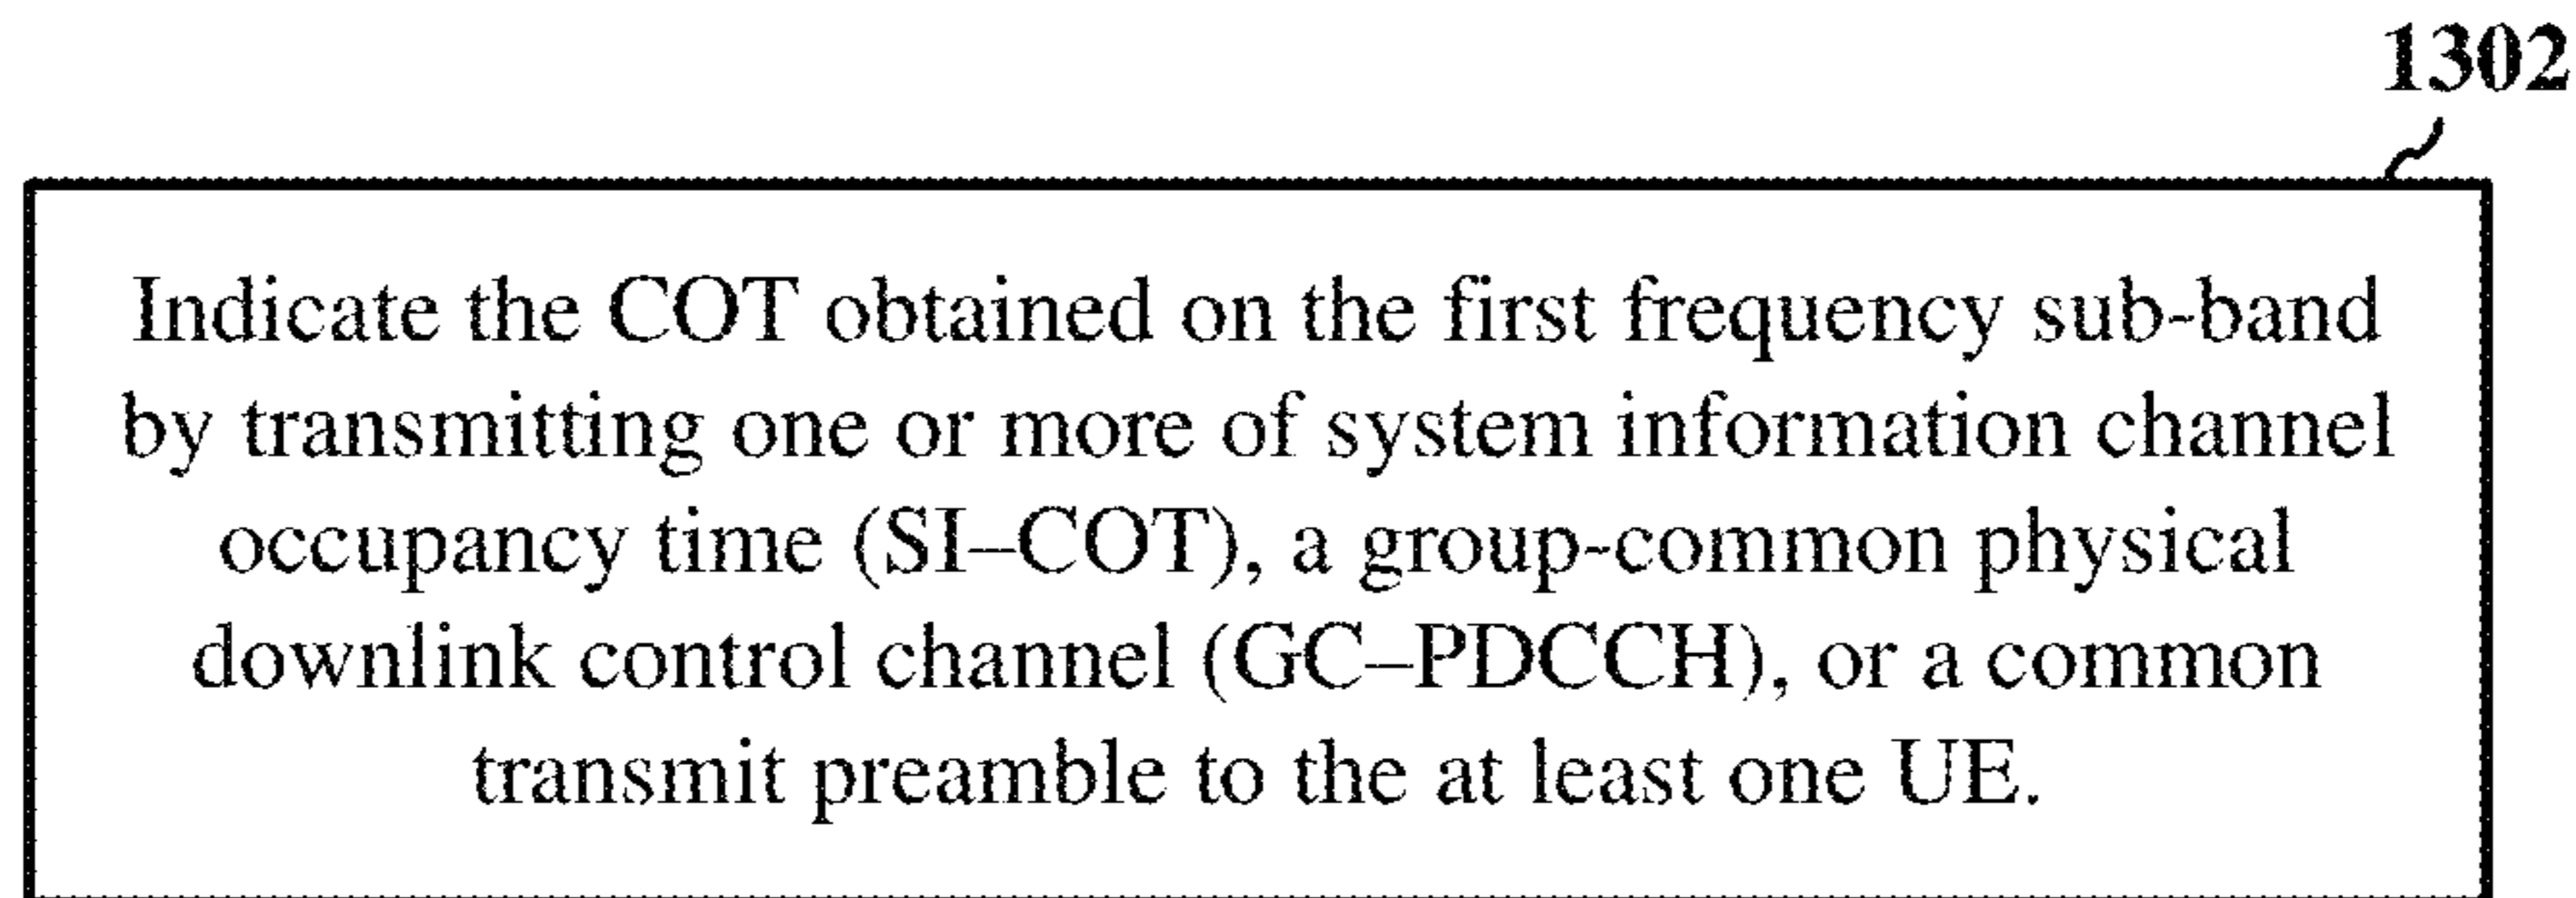 1302
Indicate the COT obtained on the first frequency sub-band
by transmitting one or more of system information channel
occupancy time (SI–COT), a group-common physical
downlink control channel (GC–PDCCH), or a common
transmit preamble to the at least one UE.